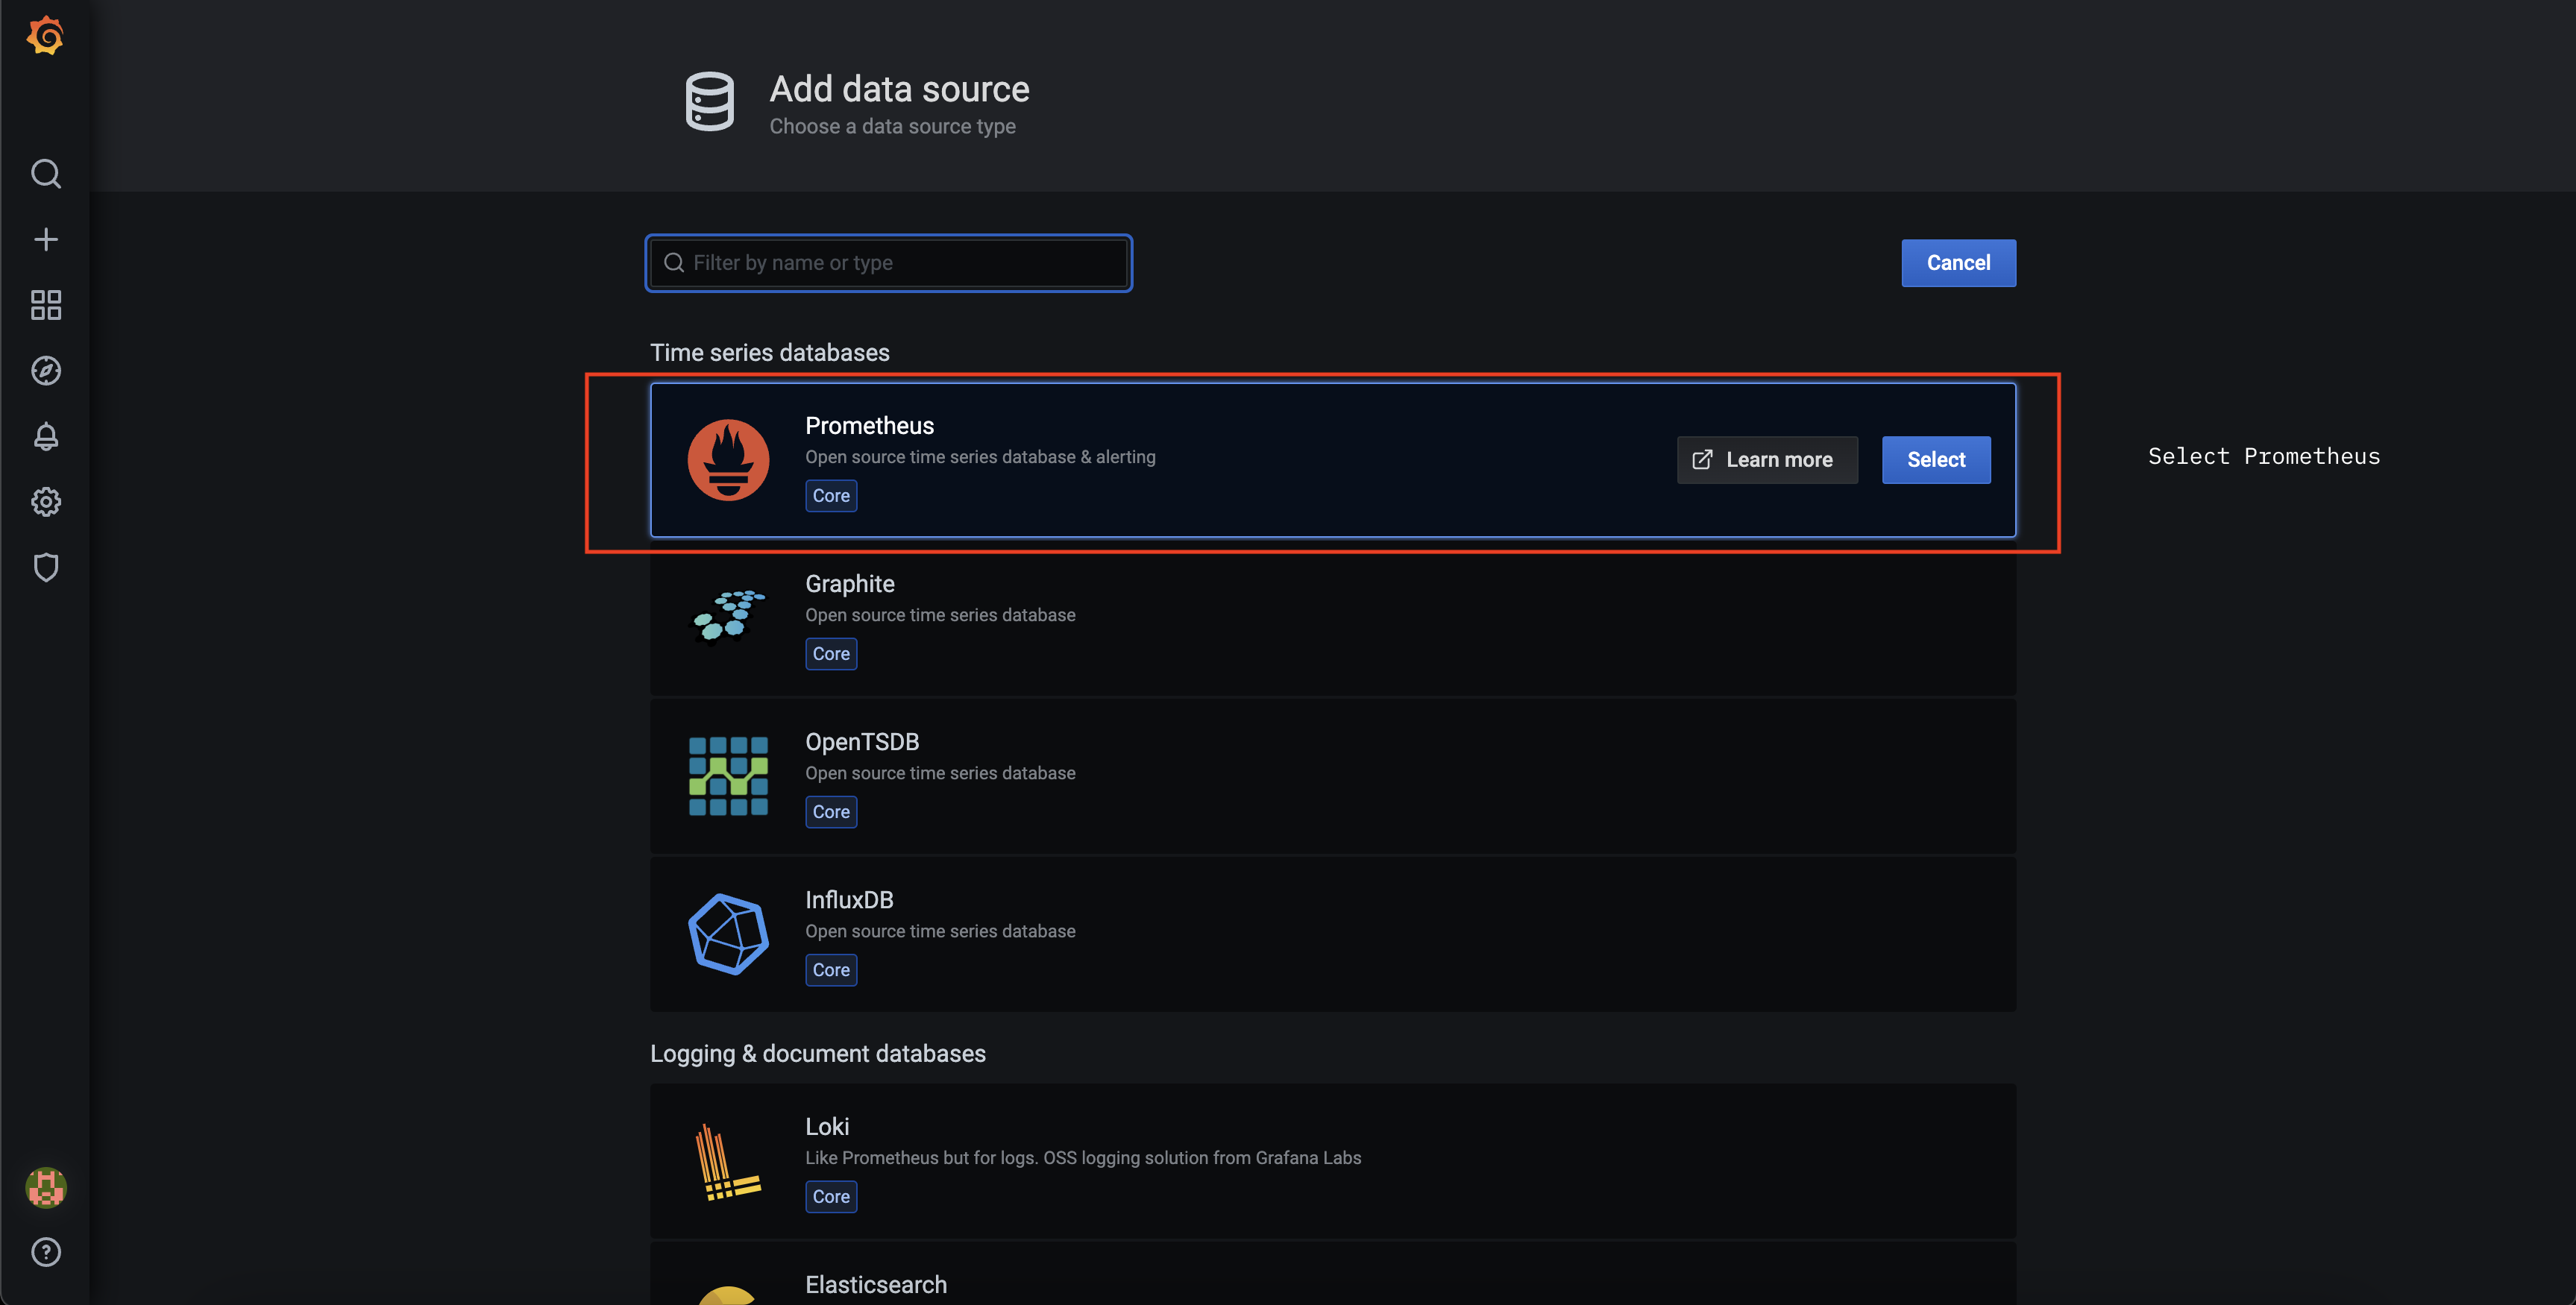 Add data source
Choose a data source type
Filter by name or type
Cancel
Time series databases
Prometheus
Open source time series database & alerting
Core
Learn more
Select
Select Prometheus
Graphite
Open source time series database
Core
OpenTSDB
Open source time series database
Core
InfluxDB
Open source time series database
Core
Logging & document databases
Loki
Like Prometheus but for logs. OSS logging solution from Grafana Labs
Core
Elasticsearch